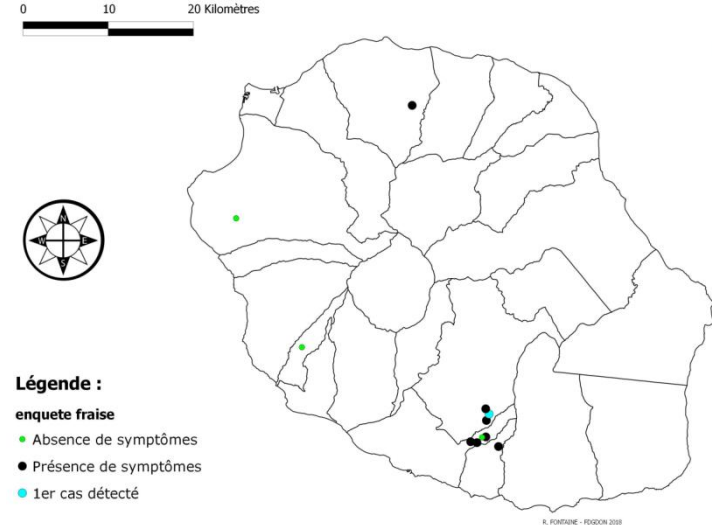 0 10 20 Kilomètres
N
W E
S
Légende :
enquete fraise
Absence de symptômes
Présence de symptômes
1er cas détecté
R. FONTAINE - FDGDON 2018